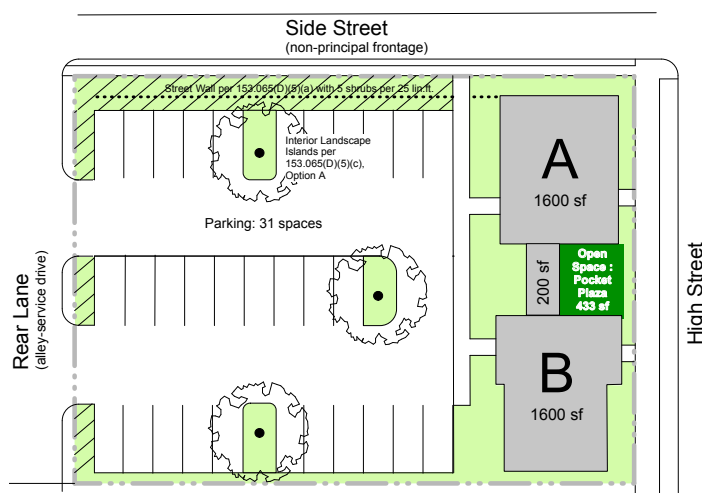 Side Street
(non-principal frontage)
Street Wall per 153.065(D)(5)(a) with 5 shrubs per 25 lin.ft.
Interior Landscape
Islands per
153.065(D)(5)(c),
Option A
A
1600 sf
Parking: 31 spaces
200 sf
Open
Space :
Pocket
Plaza
433 sf
B
1600 sf
Rear Lane
(alley-service drive)
High Street